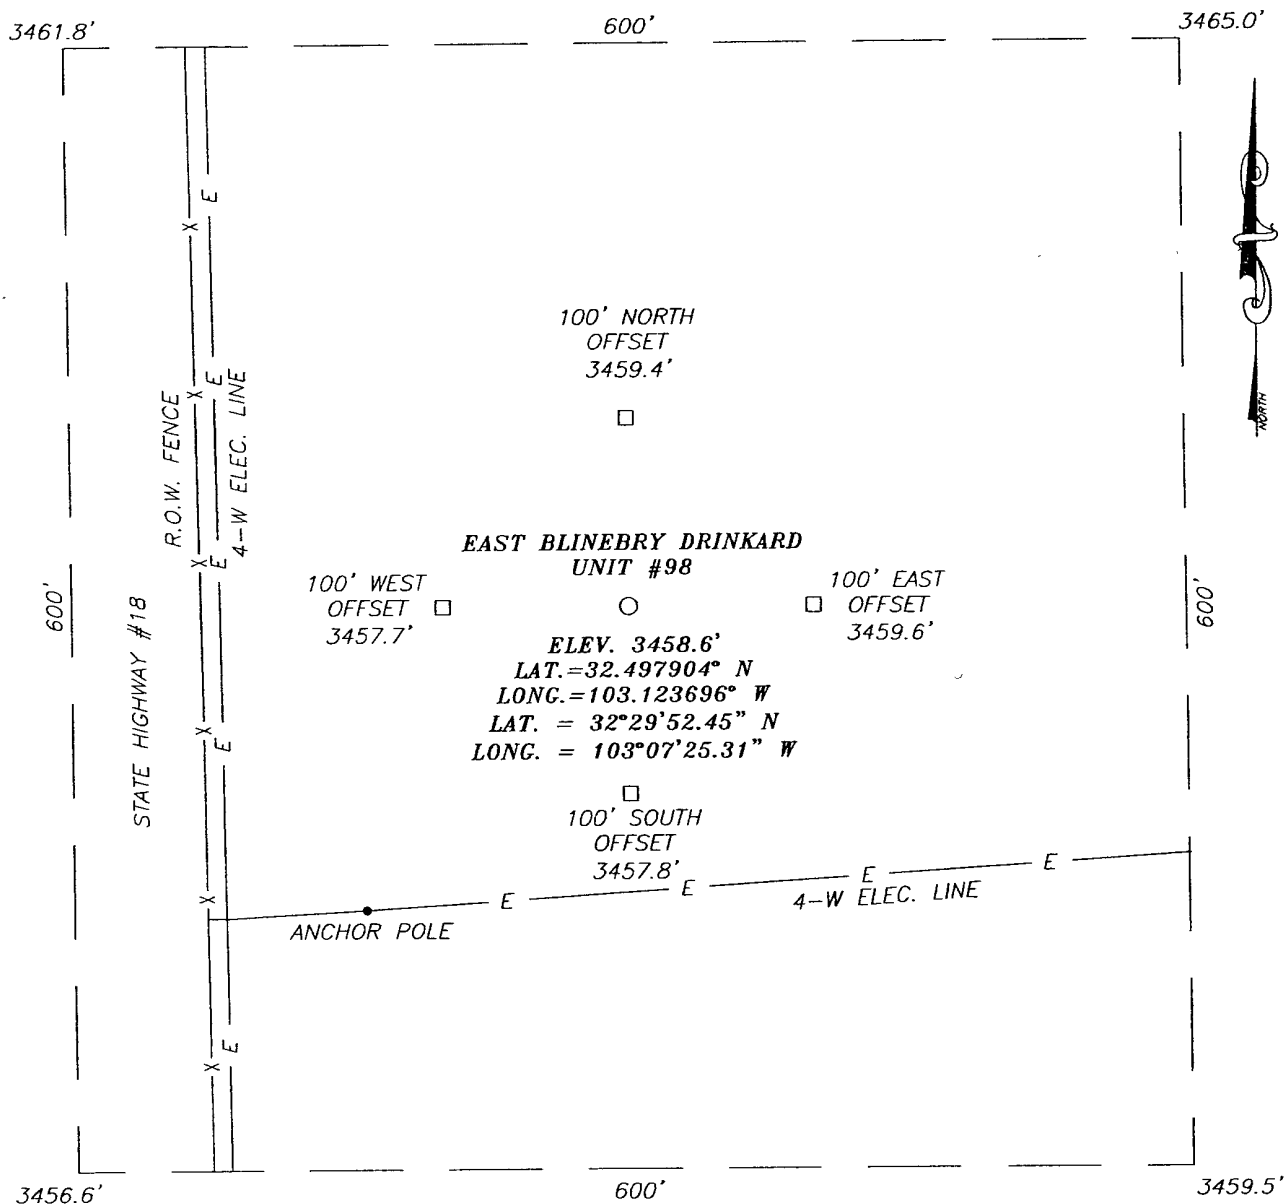 3461.8'
600'
3465.0'
NORTH
100' NORTH
OFFSET
3459.4'
X
E
X
E
R.O.W. FENCE
4-W ELEC. LINE
X
E
EAST BLINEBRY DRINKARD
UNIT #98
100' WEST
OFFSET
3457.7'
100' EAST
OFFSET
3459.6'
600'
600'
STATE HIGHWAY #18
ELEV. 3458.6'
LAT.=32.497904° N
LONG.=103.123696° W
LAT. = 32°29'52.45" N
LONG. = 103°07'25.31" W
X
E
100' SOUTH
OFFSET
3457.8'
X
E
E
E
E
4-W ELEC. LINE
ANCHOR POLE
X
E
3456.6'
600'
3459.5'